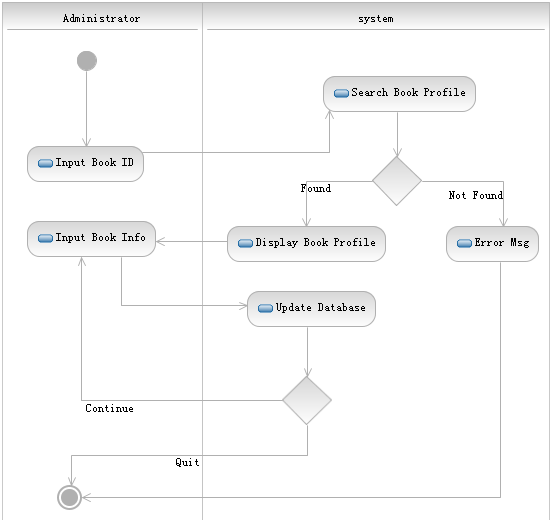 Administrator
system
Search Book Profile
Input Book ID
Found
Not Found
Input Book Info
Display Book Profile
Error Msg
Update Database
Continue
Quit